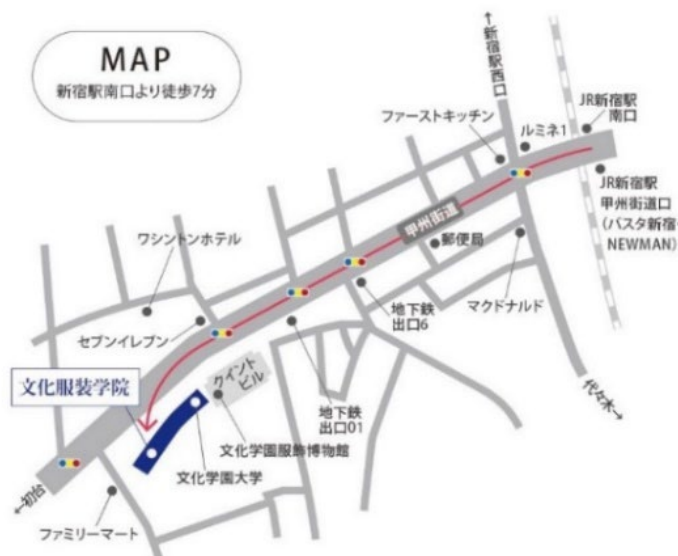 MAP
新宿駅南口より徒歩7分
←新宿駅西口
ファーストキッチン
ルミネ1
JR新宿駅
南口
JR新宿駅
甲州街道口
(バスタ新宿・
NEWMAN)
甲州街道
郵便局
マクドナルド
ワシントンホテル
セブンイレブン
地下鉄
出口6
地下鉄
出口01
代々木→
クイント
ビル
文化服装学院
文化学園服飾博物館
文化学園大学
←初台
ファミリーマート